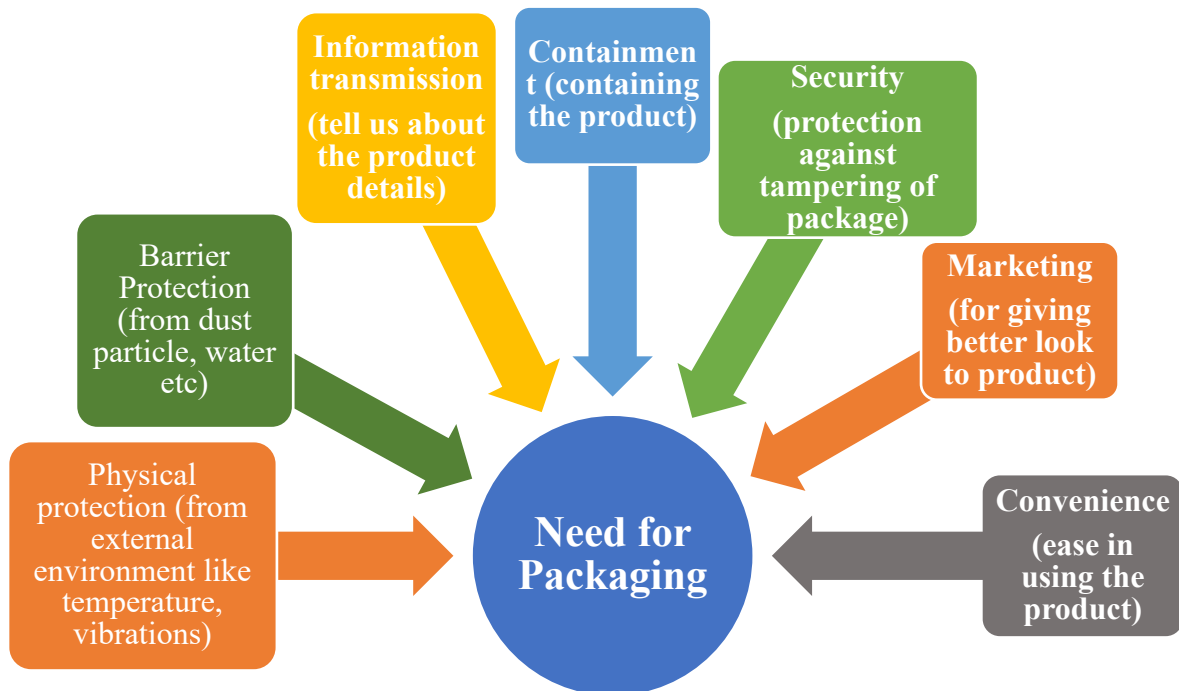 Physical
protection (from
external
environment like
temperature,
vibrations)
Barrier
Protection
(from dust
particle, water
etc)
Information
transmission
(tell us about
the product
details)
Containmen
t (containing
the product)
Security
(protection
against
tampering of
package)
Marketing
(for giving
better look
to product)
Convenience
(ease in
using the
product)
Need for
Packaging